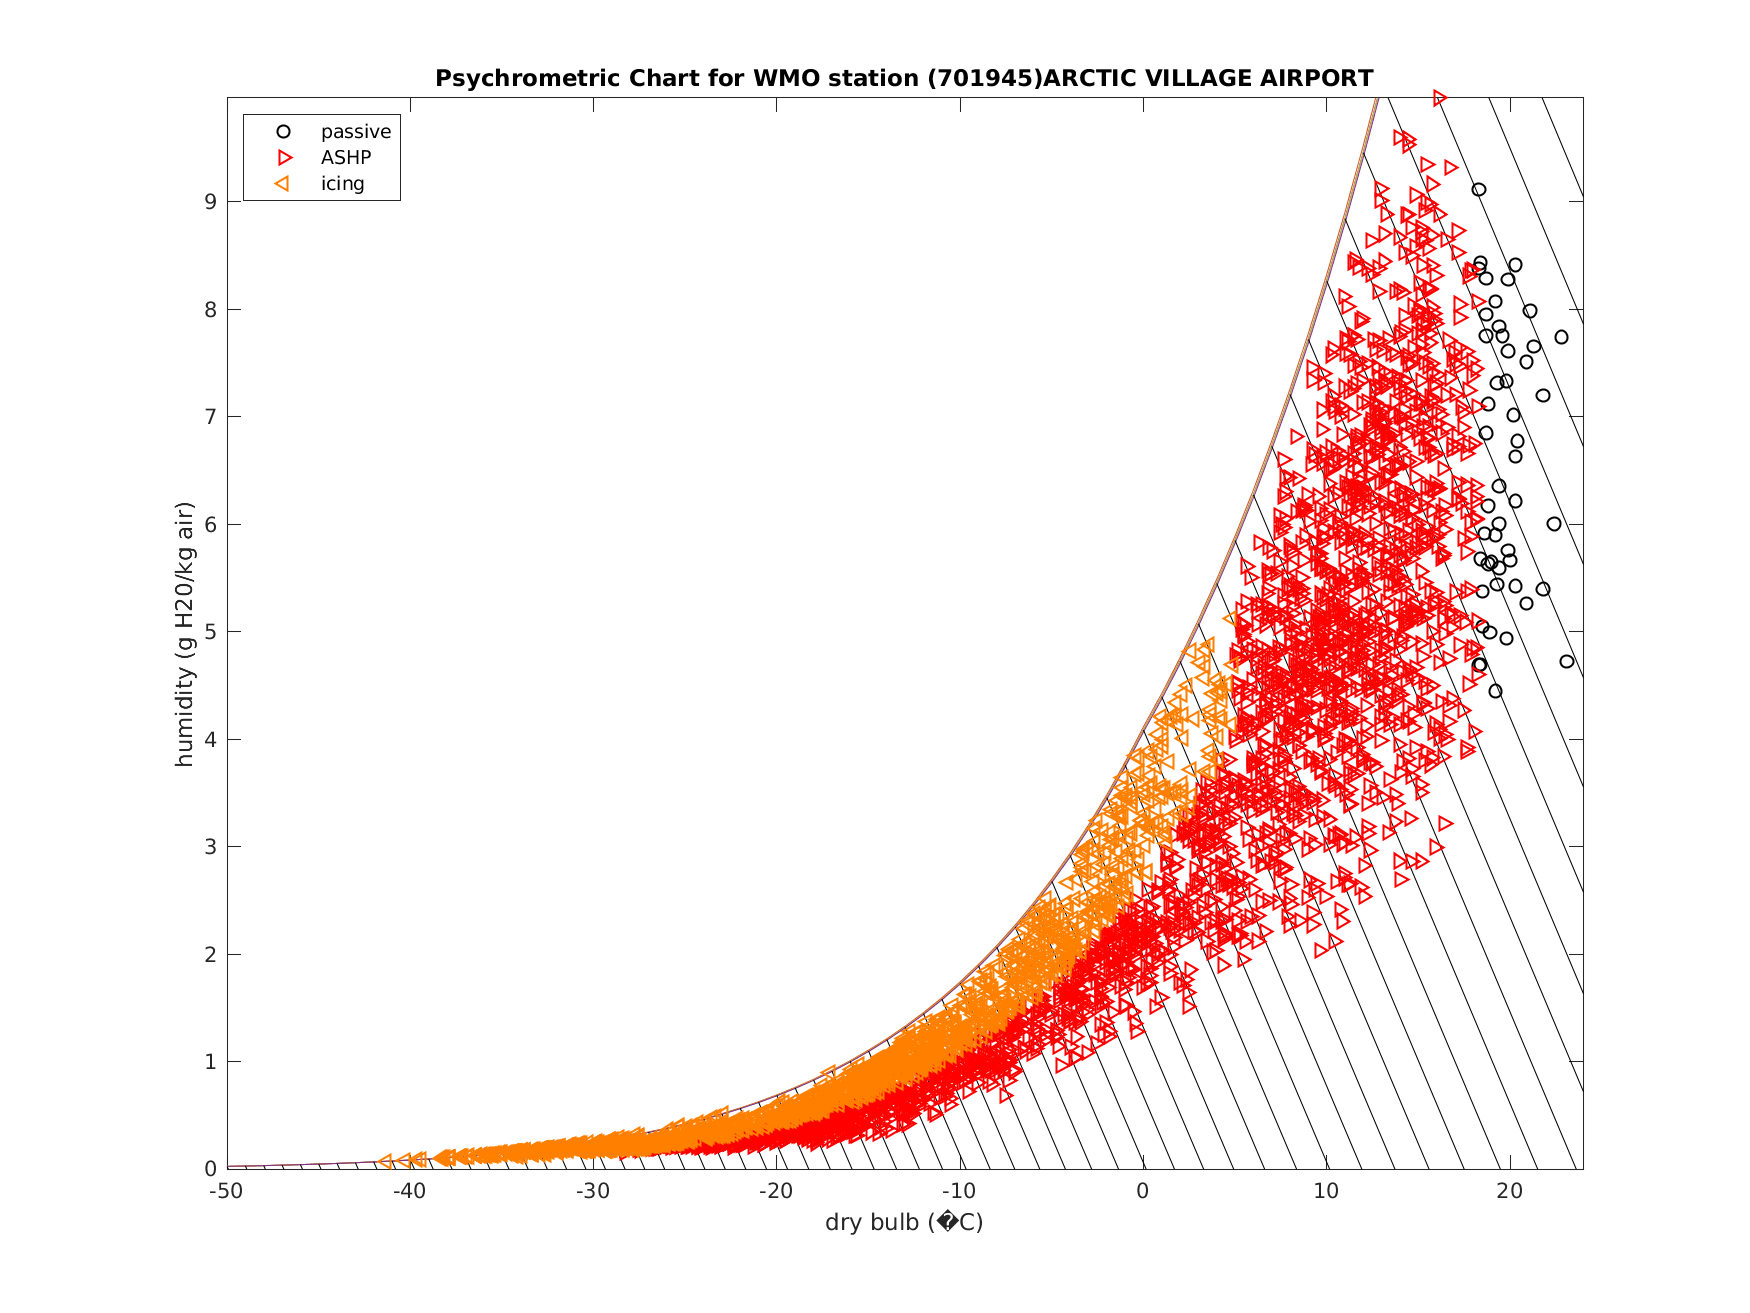 Psychrometric Chart for WMO station (701945)ARCTIC VILLAGE AIRPORT
passive
ASHP
icing
humidity (g H20/kg air)
9
8
7
6
5
4
3
2
1
0
-50 -40 -30 -20 -10 0 10 20
dry bulb (�C)